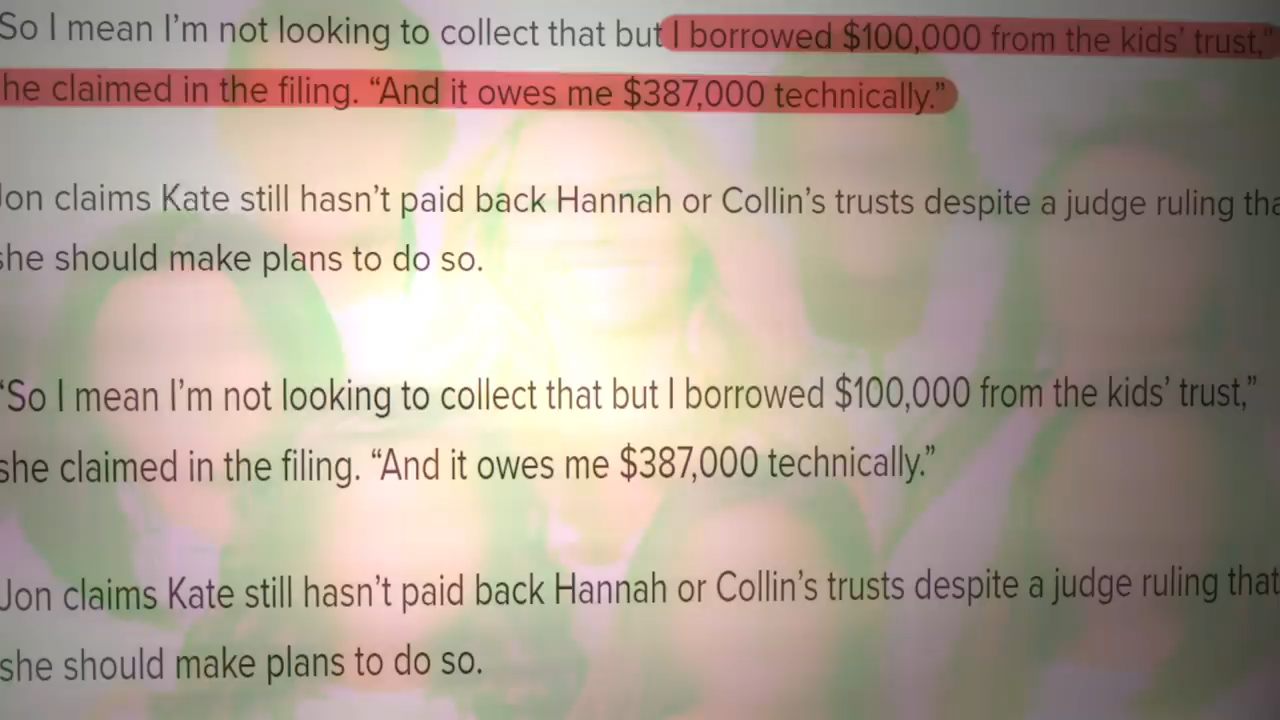 So I mean I’m not looking to collect that but I borrowed $100,000 from the kids’ trust,”
he claimed in the filing. “And it owes me $387,000 technically.”
Jon claims Kate still hasn’t paid back Hannah or Collin’s trusts despite a judge ruling tha
she should make plans to do so.
“So I mean I’m not looking to collect that but I borrowed $100,000 from the kids’ trust,”
she claimed in the filing. “And it owes me $387,000 technically.”
Jon claims Kate still hasn’t paid back Hannah or Collin’s trusts despite a judge ruling that
she should make plans to do so.